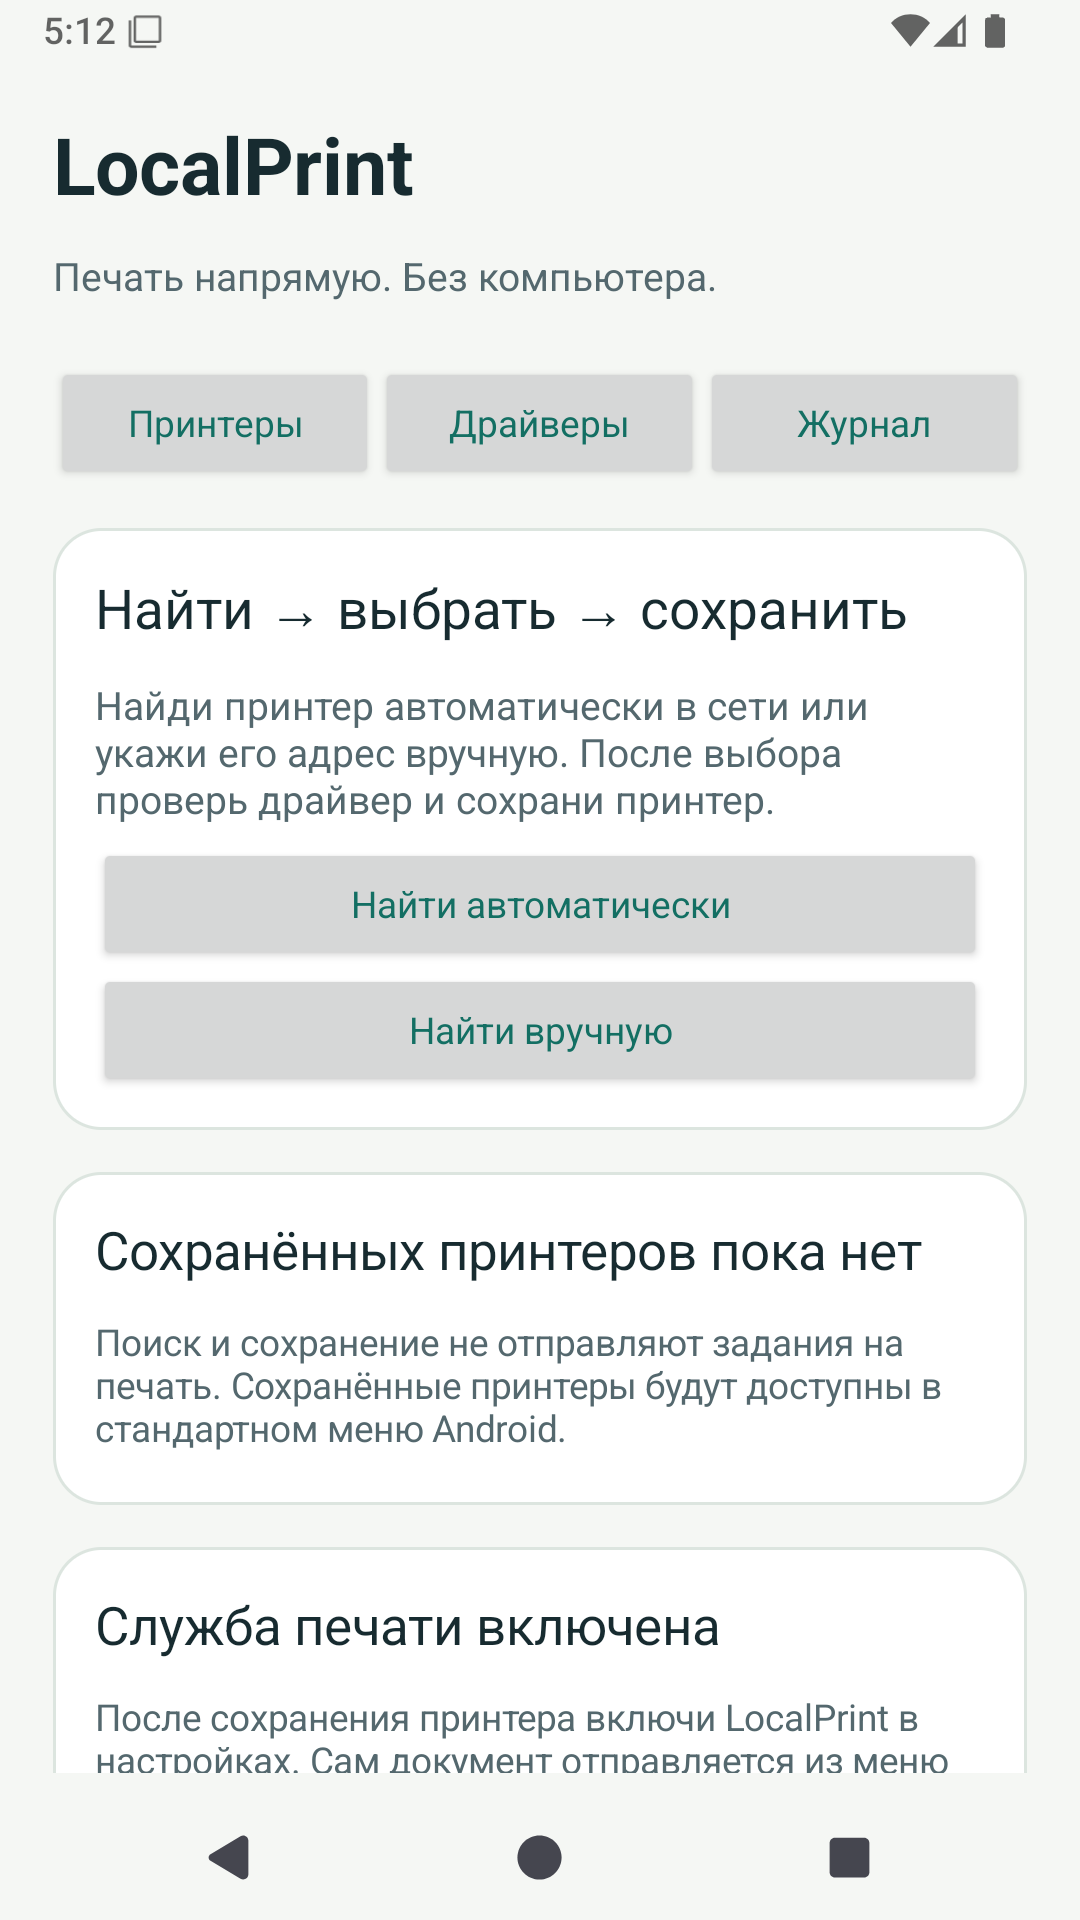 5:12
LocalPrint
Печать напрямую. Без компьютера.
Принтеры
Драйверы
Журнал
Найти → выбрать → сохранить
Найди принтер автоматически в сети или
укажи его адрес вручную. После выбора
проверь драйвер и сохрани принтер.
Найти автоматически
Найти вручную
Сохранённых принтеров пока нет
Поиск и сохранение не отправляют задания на
печать. Сохранённые принтеры будут доступны в
стандартном меню Android.
Служба печати включена
После сохранения принтера включи LocalPrint в
настройках. Сам документ отправляется из меню